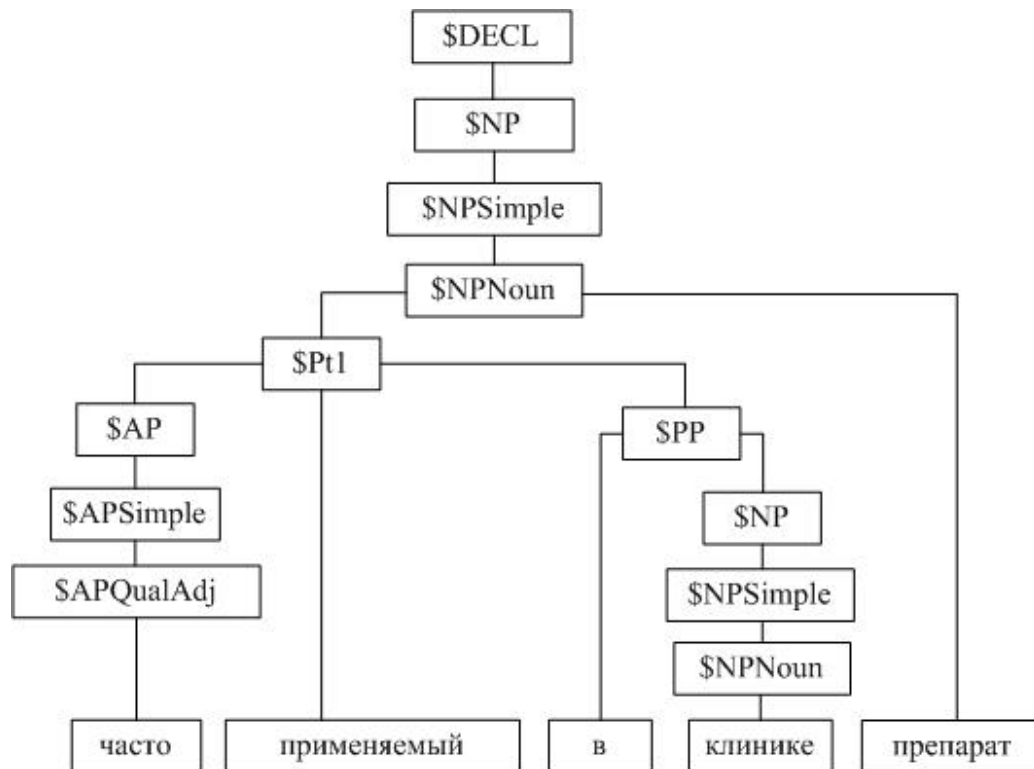 $DECL
$NP
$NPSimple
$NPNoun
$Pt1
$AP
$PP
$APSimple
$NP
$APQualAdj
$NPSimple
$NPNoun
часто применяемый в клинике препарат